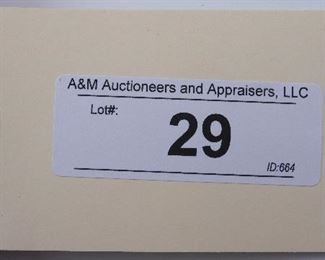 A&M Auctioneers and Appraisers, LLC
Lot#:
29
ID:664